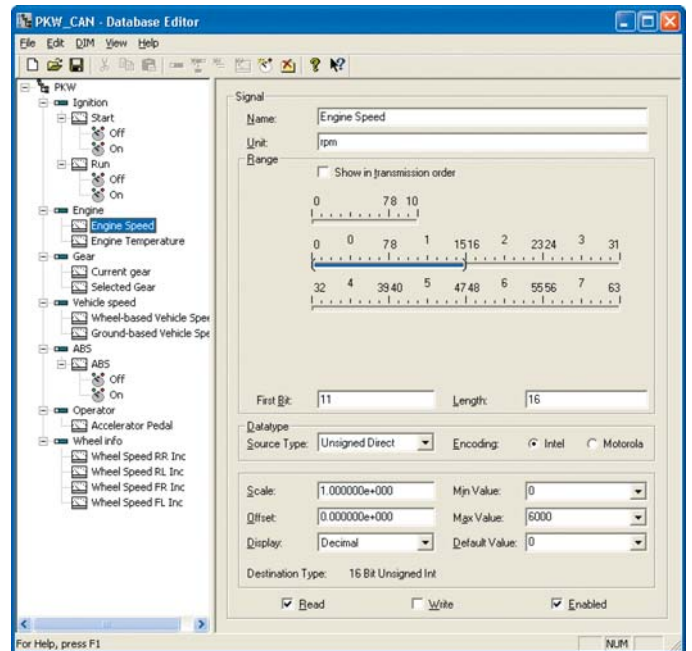 PKW_CAN - Database Editor
File Edit DIM View Help
PKW
Ignition
Start
Off
On
Run
Off
On
Engine
Engine Speed
Engine Temperature
Gear
Current gear
Selected Gear
Vehicle speed
Wheel-based Vehicle Spee
Ground-based Vehicle Spe
ABS
ABS
Off
On
Operator
Accelerator Pedal
Wheel info
Wheel Speed RR Inc
Wheel Speed RL Inc
Wheel Speed FR Inc
Wheel Speed FL Inc
Signal
Name: Engine Speed
Unit: rpm
Range
Show in transmission order
0 7 8 10
0 0 7 8 1 15 16 2 23 24 3 31
32 4 39 40 5 47 48 6 55 56 7 63
First Bit: 11 Length: 16
Datatype
Source Type: Unsigned Direct Encoding: Intel Motorola
Scale: 1.000000e+000 Min Value: 0
Offset: 0.000000e+000 Max Value: 6000
Display: Decimal Default Value: 0
Destination Type: 16 Bit Unsigned Int
Read Write Enabled
For Help, press F1 NUM